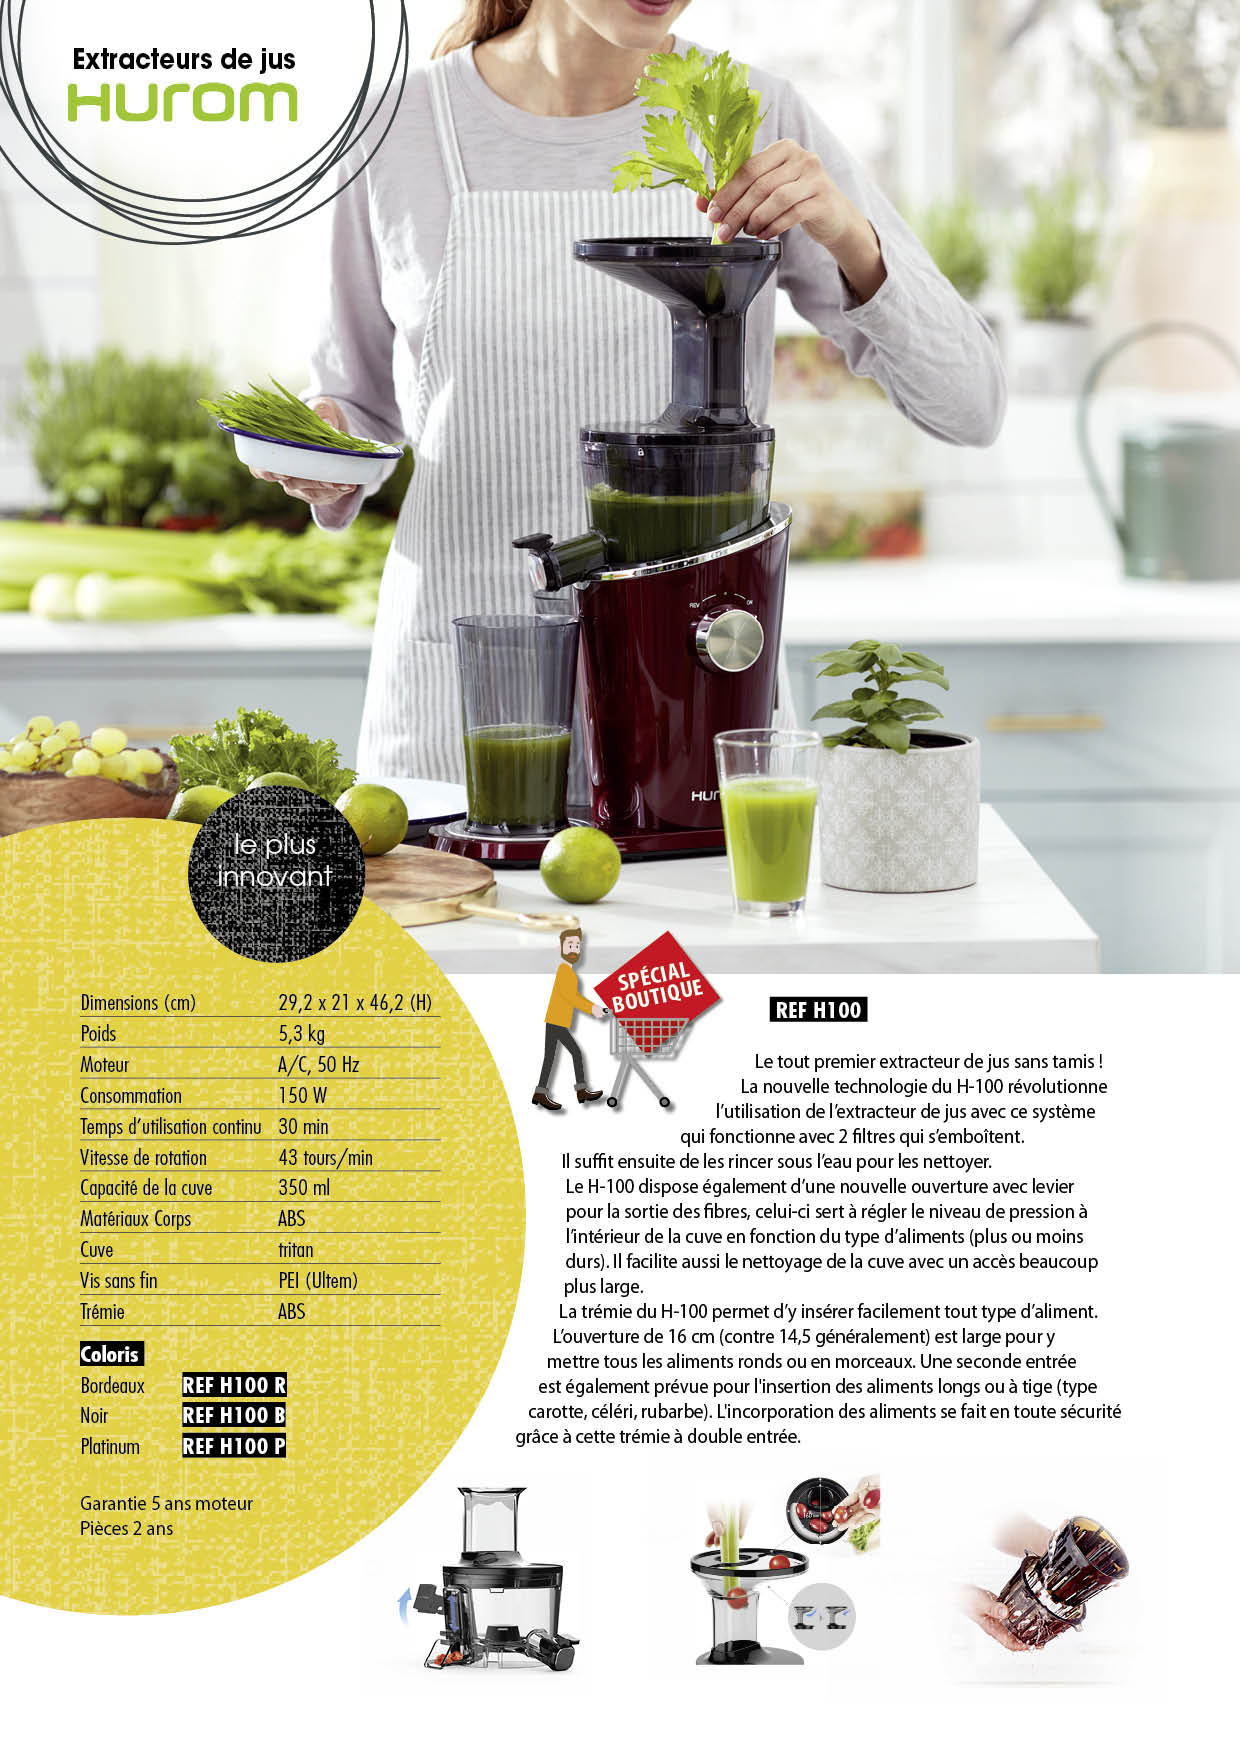 Extracteurs de jus
HUROM
REV
ON
HUR
le plus
innovant
SPÉCIAL
BOUTIQUE
REF H100
Dimensions (cm) 29,2 x 21 x 46,2 (H)
Poids 5,3 kg
Moteur A/C, 50 Hz
Consommation 150 W
Temps d’utilisation continu 30 min
Vitesse de rotation 43 tours/min
Capacité de la cuve 350 ml
Matériaux Corps ABS
Cuve tritan
Vis sans fin PEI (Ultem)
Trémie ABS
Coloris
Bordeaux REF H100 R
Noir REF H100 B
Platinum REF H100 P
Garantie 5 ans moteur
Pièces 2 ans
Le tout premier extracteur de jus sans tamis !
La nouvelle technologie du H-100 révolutionne
l’utilisation de l’extracteur de jus avec ce système
qui fonctionne avec 2 filtres qui s’emboîtent.
Il suffit ensuite de les rincer sous l’eau pour les nettoyer.
Le H-100 dispose également d’une nouvelle ouverture avec levier
pour la sortie des fibres, celui-ci sert à régler le niveau de pression à
l’intérieur de la cuve en fonction du type d’aliments (plus ou moins
durs). Il facilite aussi le nettoyage de la cuve avec un accès beaucoup
plus large.
La trémie du H-100 permet d’y insérer facilement tout type d’aliment.
L’ouverture de 16 cm (contre 14,5 généralement) est large pour y
mettre tous les aliments ronds ou en morceaux. Une seconde entrée
est également prévue pour l'insertion des aliments longs ou à tige (type
carotte, céléri, rubarbe). L'incorporation des aliments se fait en toute sécurité
grâce à cette trémie à double entrée.